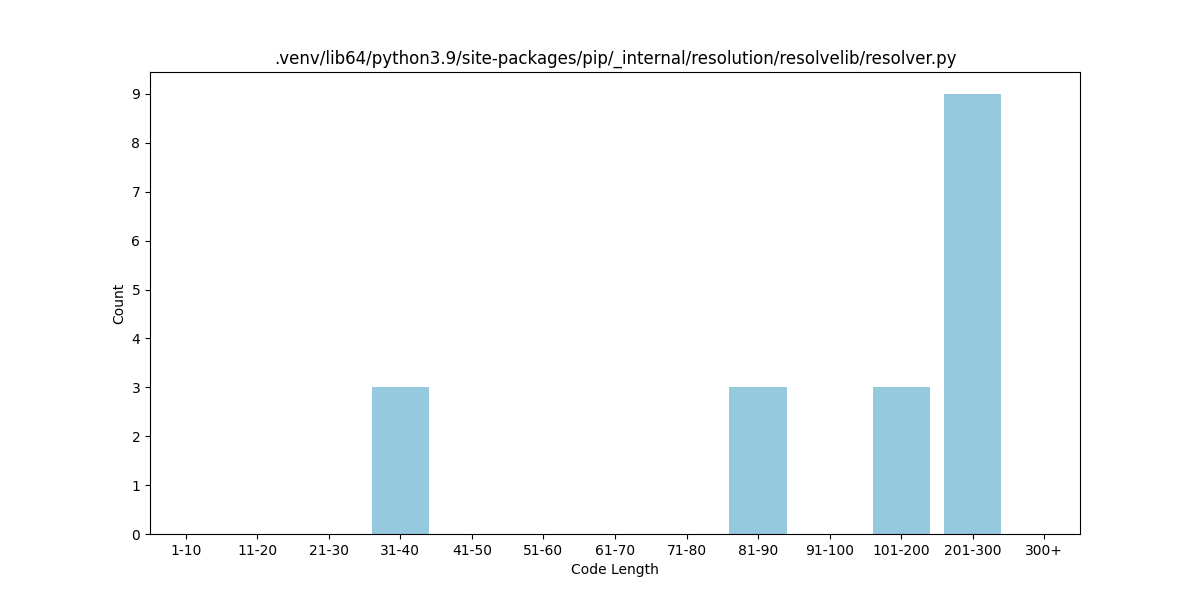 .venv/lib64/python3.9/site-packages/pip/_internal/resolution/resolvelib/resolver.py
9
8
7
6
5
4
3
2
1
0
Count
1-10 11-20 21-30 31-40 41-50 51-60 61-70 71-80 81-90 91-100 101-200 201-300 300+
Code Length